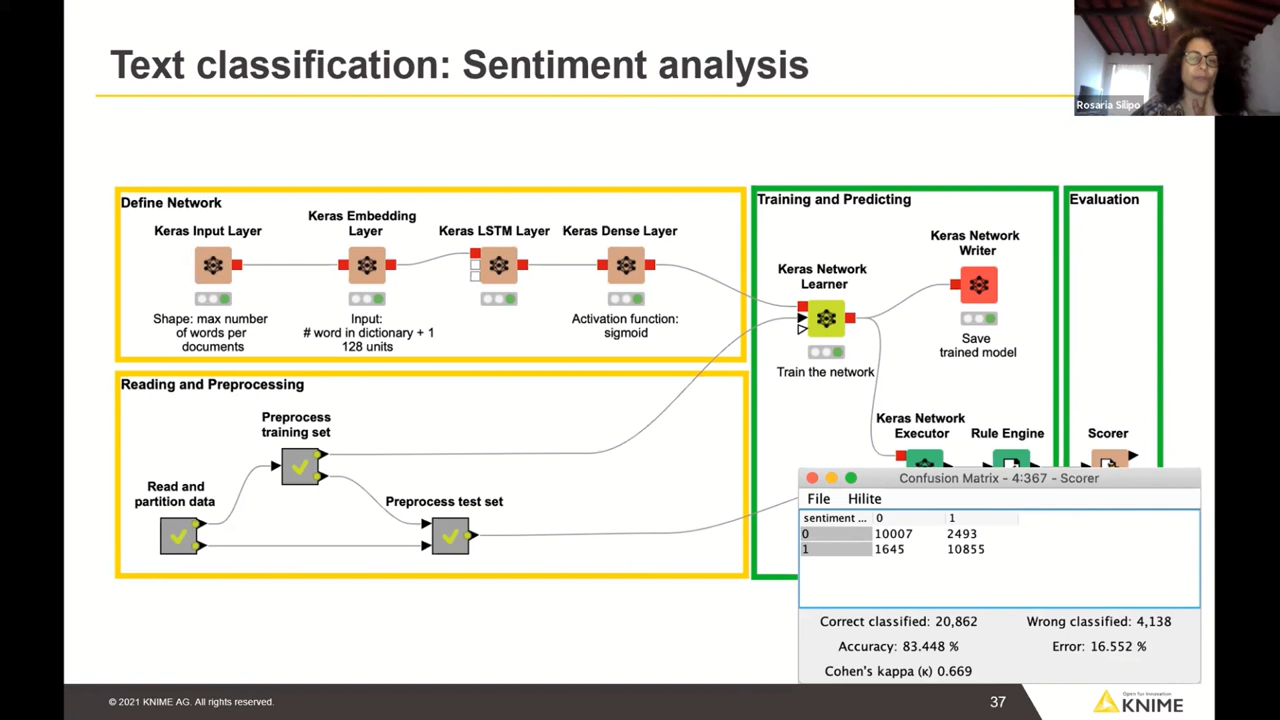 Text classification: Sentiment analysis
Rosaria Silipo
Define Network
Keras Input Layer
Keras Embedding
Layer
Keras LSTM Layer
Keras Dense Layer
Shape: max number
of words per
documents
Input:
# word in dictionary + 1
128 units
Activation function:
sigmoid
Reading and Preprocessing
Preprocess
training set
Read and
partition data
Preprocess test set
Training and Predicting
Keras Network
Learner
Train the network
Keras Network
Writer
Save
trained model
Keras Network
Executor
Rule Engine
Evaluation
Scorer
Confusion Matrix - 4:367 - Scorer
File Hilite
sentiment ... 0 1
0 10007 2493
1 1645 10855
Correct classified: 20,862 Wrong classified: 4,138
Accuracy: 83.448 % Error: 16.552 %
Cohen's kappa (κ) 0.669
© 2021 KNIME AG. All rights reserved.
37
Open for Innovation
KNIME